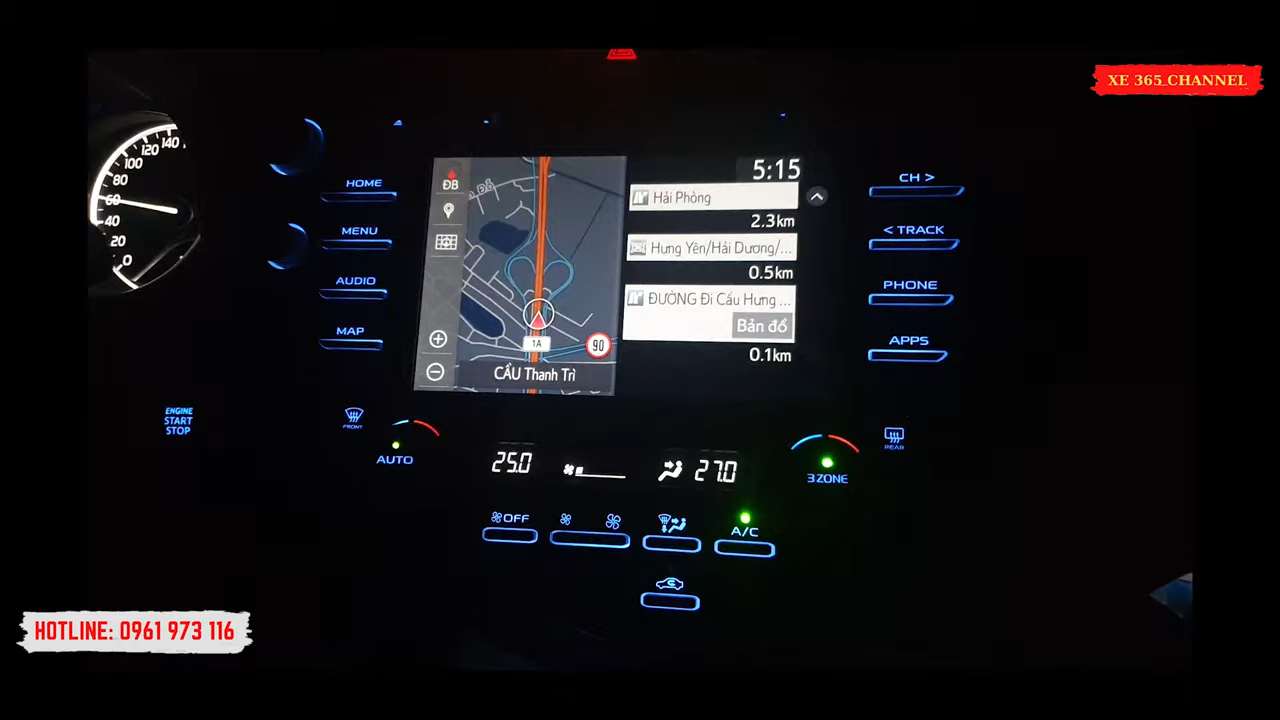 XE 365_CHANNEL
140
120
100
80
60
40
20
0
HOME
MENU
AUDIO
MAP
ĐB
1A
90
CẦU Thanh Trì
5:15
Hải Phòng
2.3km
Hưng Yên/Hải Dương/...
0.5km
ĐƯỜNG Đi Cầu Hưng ...
Bản đồ
0.1km
CH >
< TRACK
PHONE
APPS
ENGINE
START
STOP
FRONT
AUTO
25.0
27.0
3 ZONE
REAR
OFF
A/C
HOTLINE: 0961 973 116